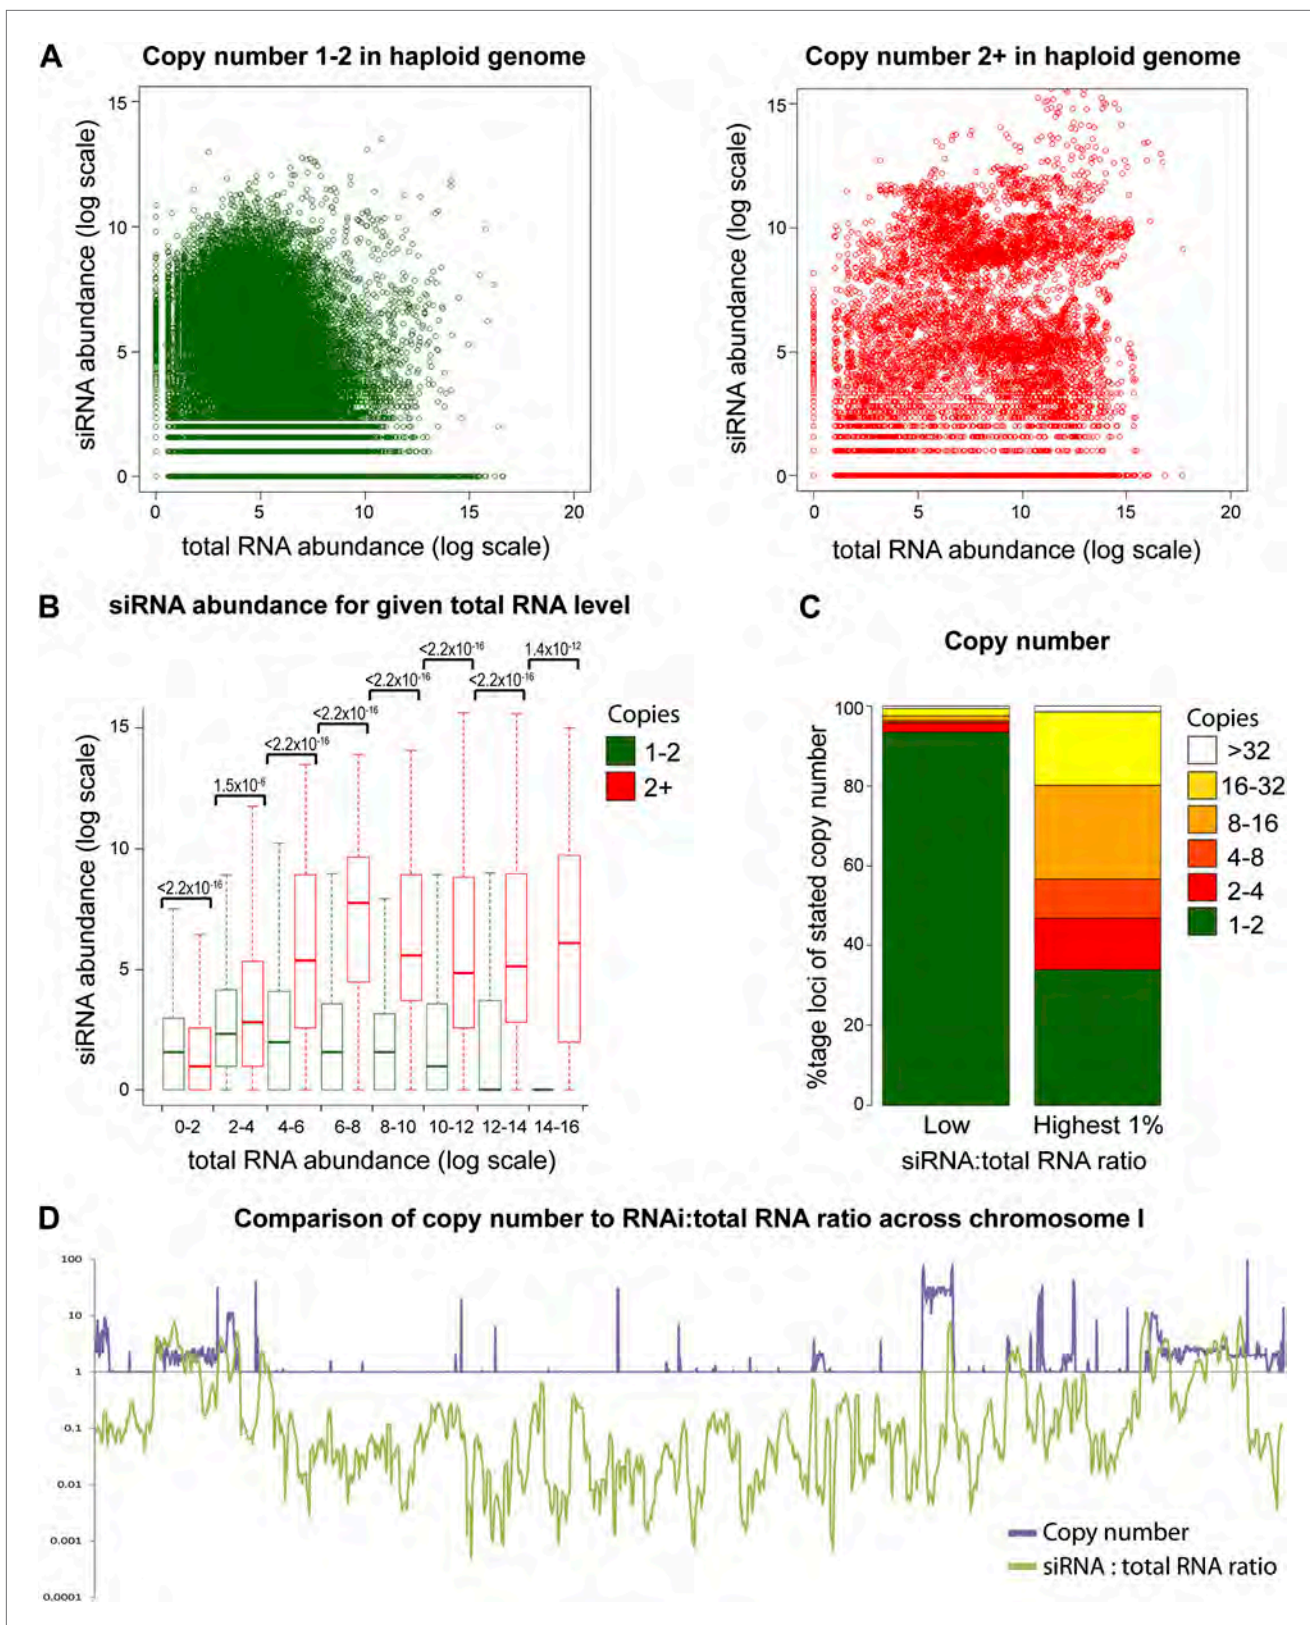 A
Copy number 1-2 in haploid genome
Copy number 2+ in haploid genome
siRNA abundance (log scale)
15
10
5
0
0 5 10 15 20
total RNA abundance (log scale)
siRNA abundance (log scale)
15
10
5
0
0 5 10 15 20
total RNA abundance (log scale)
B
siRNA abundance for given total RNA level
<2.2x10-16
1.5x10-6
<2.2x10-16
<2.2x10-16
<2.2x10-16
<2.2x10-16
<2.2x10-16
1.4x10-12
siRNA abundance (log scale)
15
10
5
0
0-2 2-4 4-6 6-8 8-10 10-12 12-14 14-16
total RNA abundance (log scale)
Copies
1-2
2+
C
Copy number
%tage loci of stated copy number
100
80
60
40
20
0
Low Highest 1%
siRNA:total RNA ratio
Copies
>32
16-32
8-16
4-8
2-4
1-2
D
Comparison of copy number to RNAi:total RNA ratio across chromosome I
100
10
1
0.1
0.01
0.001
0.0001
Copy number
siRNA : total RNA ratio